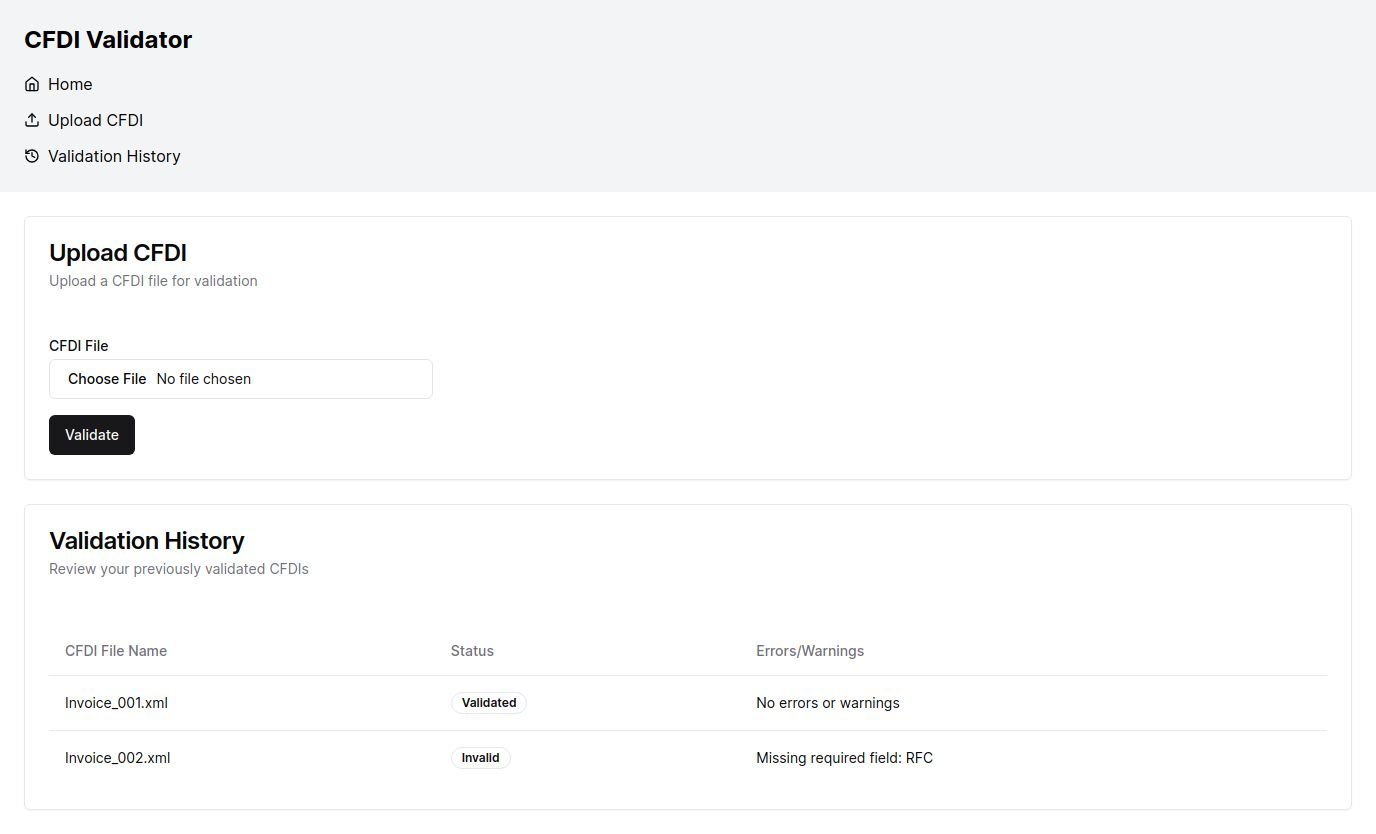 CFDI Validator
Home
Upload CFDI
Validation History
Upload CFDI
Upload a CFDI file for validation
CFDI File
Choose File No file chosen
Validate
Validation History
Review your previously validated CFDIs
CFDI File Name Status Errors/Warnings
Invoice_001.xml Validated No errors or warnings
Invoice_002.xml Invalid Missing required field: RFC